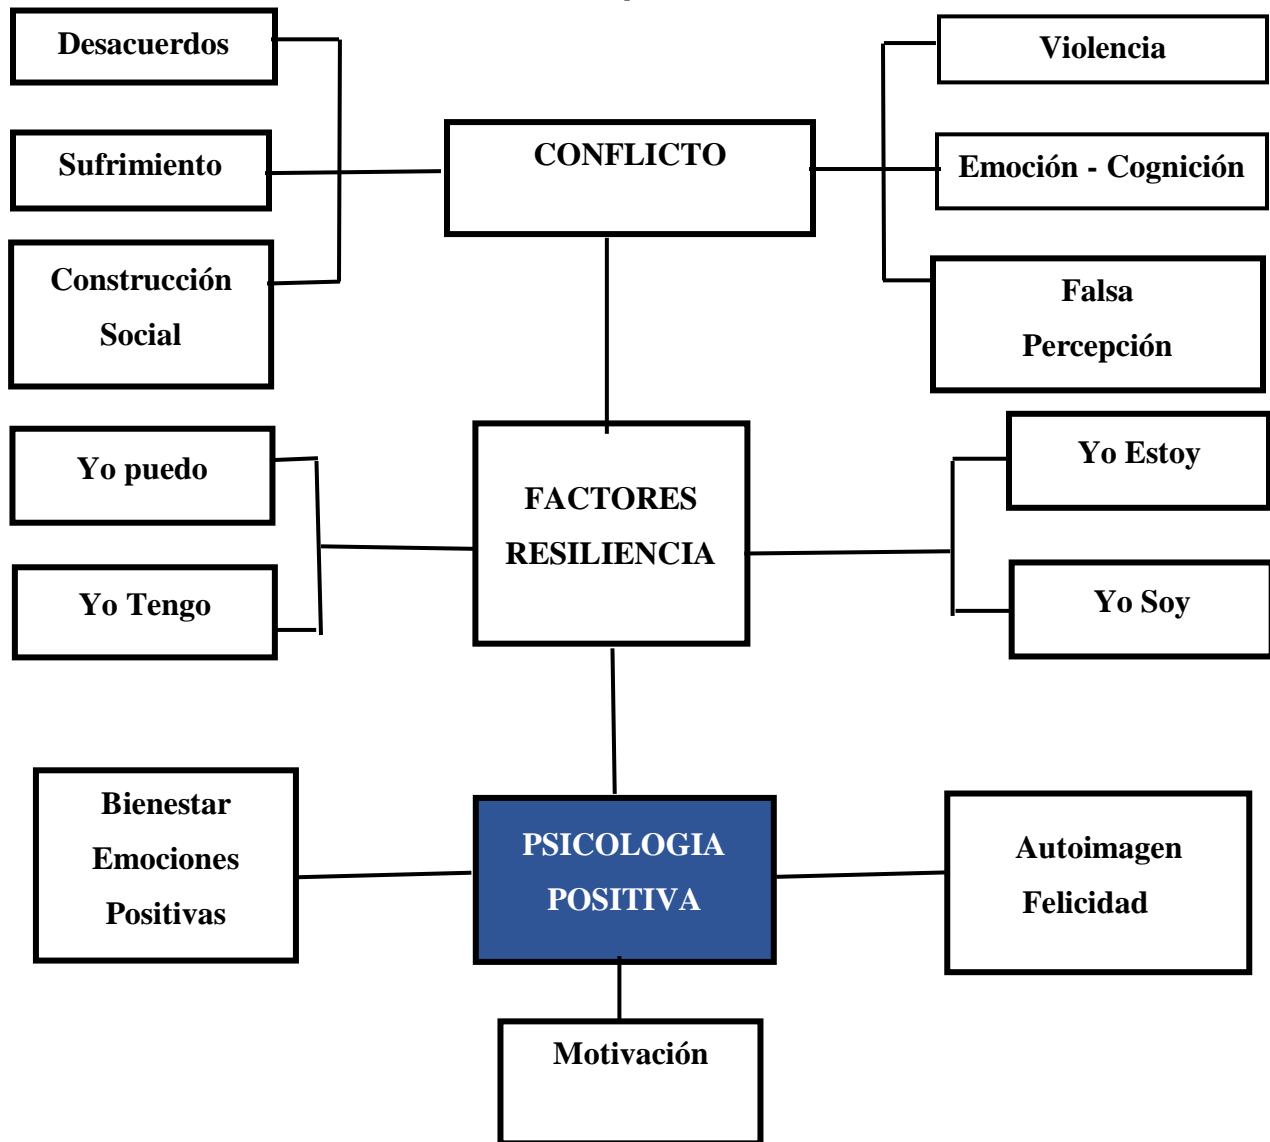 Desacuerdos
Violencia
CONFLICTO
Sufrimiento
Emoción - Cognición
Construcción
Social
Falsa
Percepción
Yo puedo
Yo Estoy
FACTORES
RESILIENCIA
Yo Tengo
Yo Soy
Bienestar
Emociones
Positivas
PSICOLOGIA
POSITIVA
Autoimagen
Felicidad
Motivación